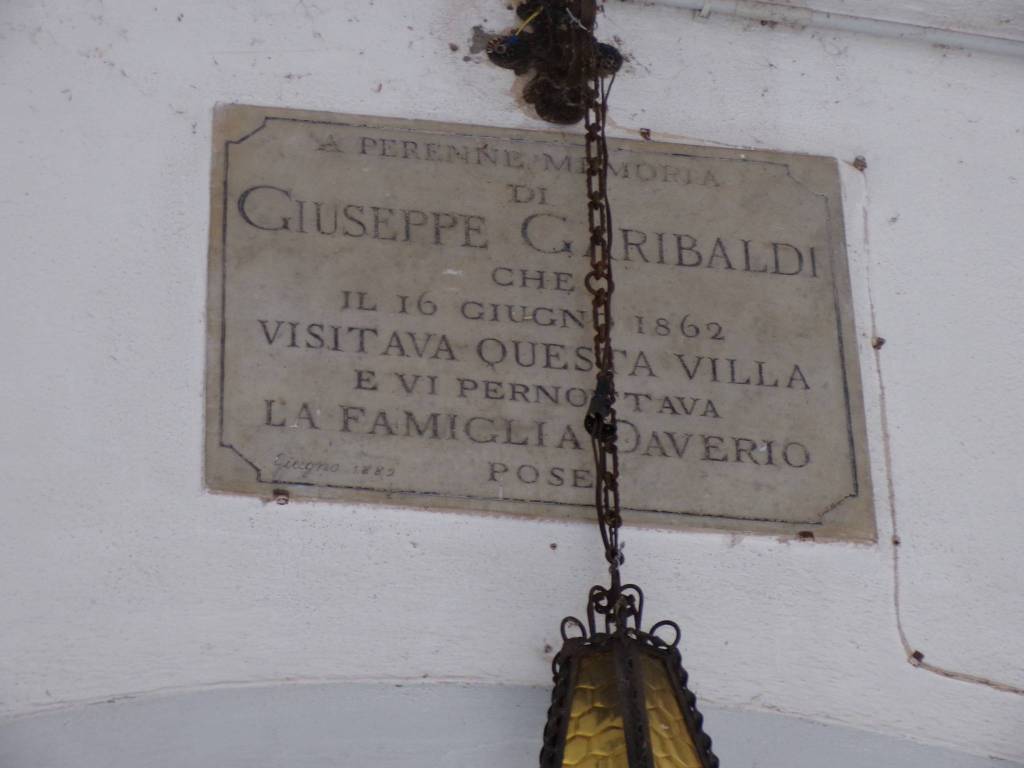 A PERENNE MEMORIA
DI
GIUSEPPE GARIBALDI
CHE
IL 16 GIUGNO 1862
VISITAVA QUESTA VILLA
E VI PERNOTTAVA
LA FAMIGLIA DAVERIO
POSE
Giugno 1882